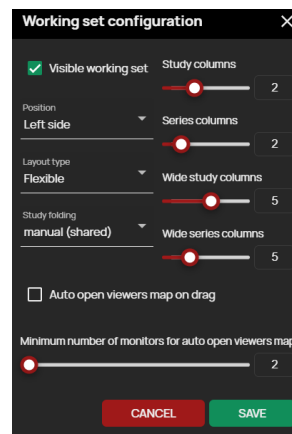 Working set configuration
Visible working set
Study columns
2
Position
Left side
Series columns
2
Layout type
Flexible
Wide study columns
5
Study folding
manual (shared)
Wide series columns
5
Auto open viewers map on drag
Minimum number of monitors for auto open viewers map
2
CANCEL
SAVE